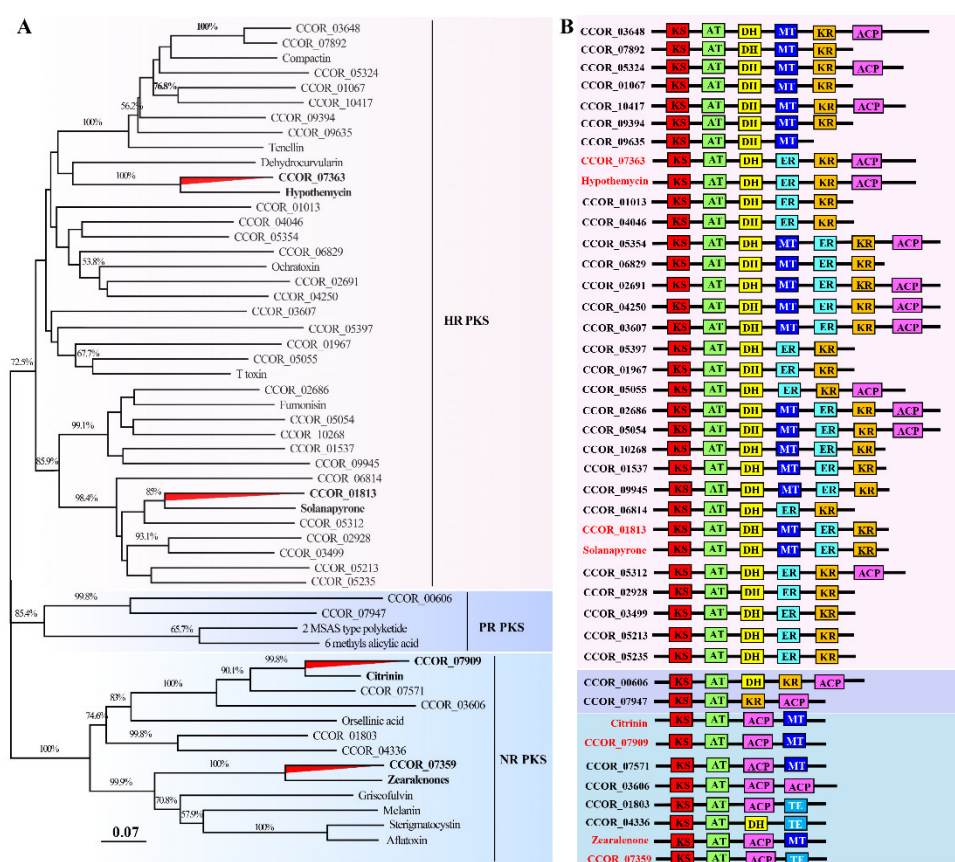 A
100%
CCOR_03648
CCOR_07892
Compactin
CCOR_05324
76.8%
CCOR_01067
CCOR_10417
56.2%
CCOR_09394
CCOR_09635
100%
Tenellin
Dehydrocurvularin
100%
CCOR_07363
Hypothemycin
CCOR_01013
CCOR_04046
CCOR_05354
CCOR_06829
53.8%
Ochratoxin
CCOR_02691
CCOR_04250
CCOR_03607
CCOR_05397
CCOR_01967
67.7%
CCOR_05055
T toxin
72.5%
CCOR_02686
Fumonisin
99.1%
CCOR_05054
CCOR_10268
CCOR_01537
85.9%
CCOR_09945
CCOR_06814
98.4%
85%
CCOR_01813
Solanapyrone
CCOR_05312
93.1%
CCOR_02928
CCOR_03499
CCOR_05213
CCOR_05235
HR PKS
99.8%
CCOR_00606
85.4%
CCOR_07947
65.7%
2 MSAS type polyketide
6 methyls alicylic acid
PR PKS
99.8%
CCOR_07909
90.1%
Citrinin
100%
CCOR_07571
83%
CCOR_03606
74.6%
Orsellinic acid
99.8%
CCOR_01803
CCOR_04336
100%
100%
CCOR_07359
99.9%
Zearalenones
70.8%
Griseofulvin
57.9%
Melanin
100%
Sterigmatocystin
Aflatoxin
NR PKS
0.07
B
CCOR_03648 KS AT DH MT KR ACP
CCOR_07892 KS AT DH MT KR
CCOR_05324 KS AT DH MT KR ACP
CCOR_01067 KS AT DH MT KR
CCOR_10417 KS AT DH MT KR ACP
CCOR_09394 KS AT DH MT KR
CCOR_09635 KS AT DH MT
CCOR_07363 KS AT DH ER KR ACP
Hypothemycin KS AT DH ER KR ACP
CCOR_01013 KS AT DH ER KR
CCOR_04046 KS AT DH ER KR
CCOR_05354 KS AT DH MT ER KR ACP
CCOR_06829 KS AT DH MT ER KR
CCOR_02691 KS AT DH MT ER KR ACP
CCOR_04250 KS AT DH MT ER KR ACP
CCOR_03607 KS AT DH MT ER KR ACP
CCOR_05397 KS AT DH ER KR
CCOR_01967 KS AT DH ER KR
CCOR_05055 KS AT DH ER KR ACP
CCOR_02686 KS AT DH MT ER KR ACP
CCOR_05054 KS AT DH MT ER KR ACP
CCOR_10268 KS AT DH MT ER KR
CCOR_01537 KS AT DH MT ER KR
CCOR_09945 KS AT DH MT ER KR
CCOR_06814 KS AT DH ER KR
CCOR_01813 KS AT DH MT ER KR
Solanapyrone KS AT DH MT ER KR
CCOR_05312 KS AT DH ER KR ACP
CCOR_02928 KS AT DH ER KR
CCOR_03499 KS AT DH ER KR
CCOR_05213 KS AT DH ER KR
CCOR_05235 KS AT DH ER KR
CCOR_00606 KS AT DH KR ACP
CCOR_07947 KS AT KR ACP
Citrinin KS AT ACP MT
CCOR_07909 KS AT ACP MT
CCOR_07571 KS AT ACP MT
CCOR_03606 KS AT ACP ACP
CCOR_01803 KS AT ACP TE
CCOR_04336 KS AT DH TE
Zearalenone KS AT ACP MT
CCOR_07359 KS AT ACP TE